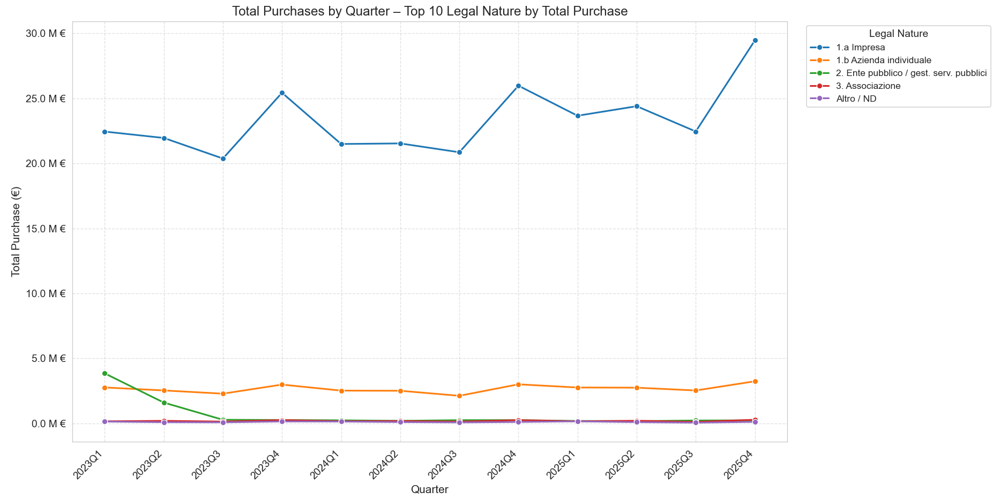 Total Purchases by Quarter – Top 10 Legal Nature by Total Purchase
Legal Nature
1.a Impresa
1.b Azienda individuale
2. Ente pubblico / gest. serv. pubblici
3. Associazione
Altro / ND
Total Purchase (€)
30.0 M €
25.0 M €
20.0 M €
15.0 M €
10.0 M €
5.0 M €
0.0 M €
2023Q1
2023Q2
2023Q3
2023Q4
2024Q1
2024Q2
2024Q3
2024Q4
2025Q1
2025Q2
2025Q3
2025Q4
Quarter